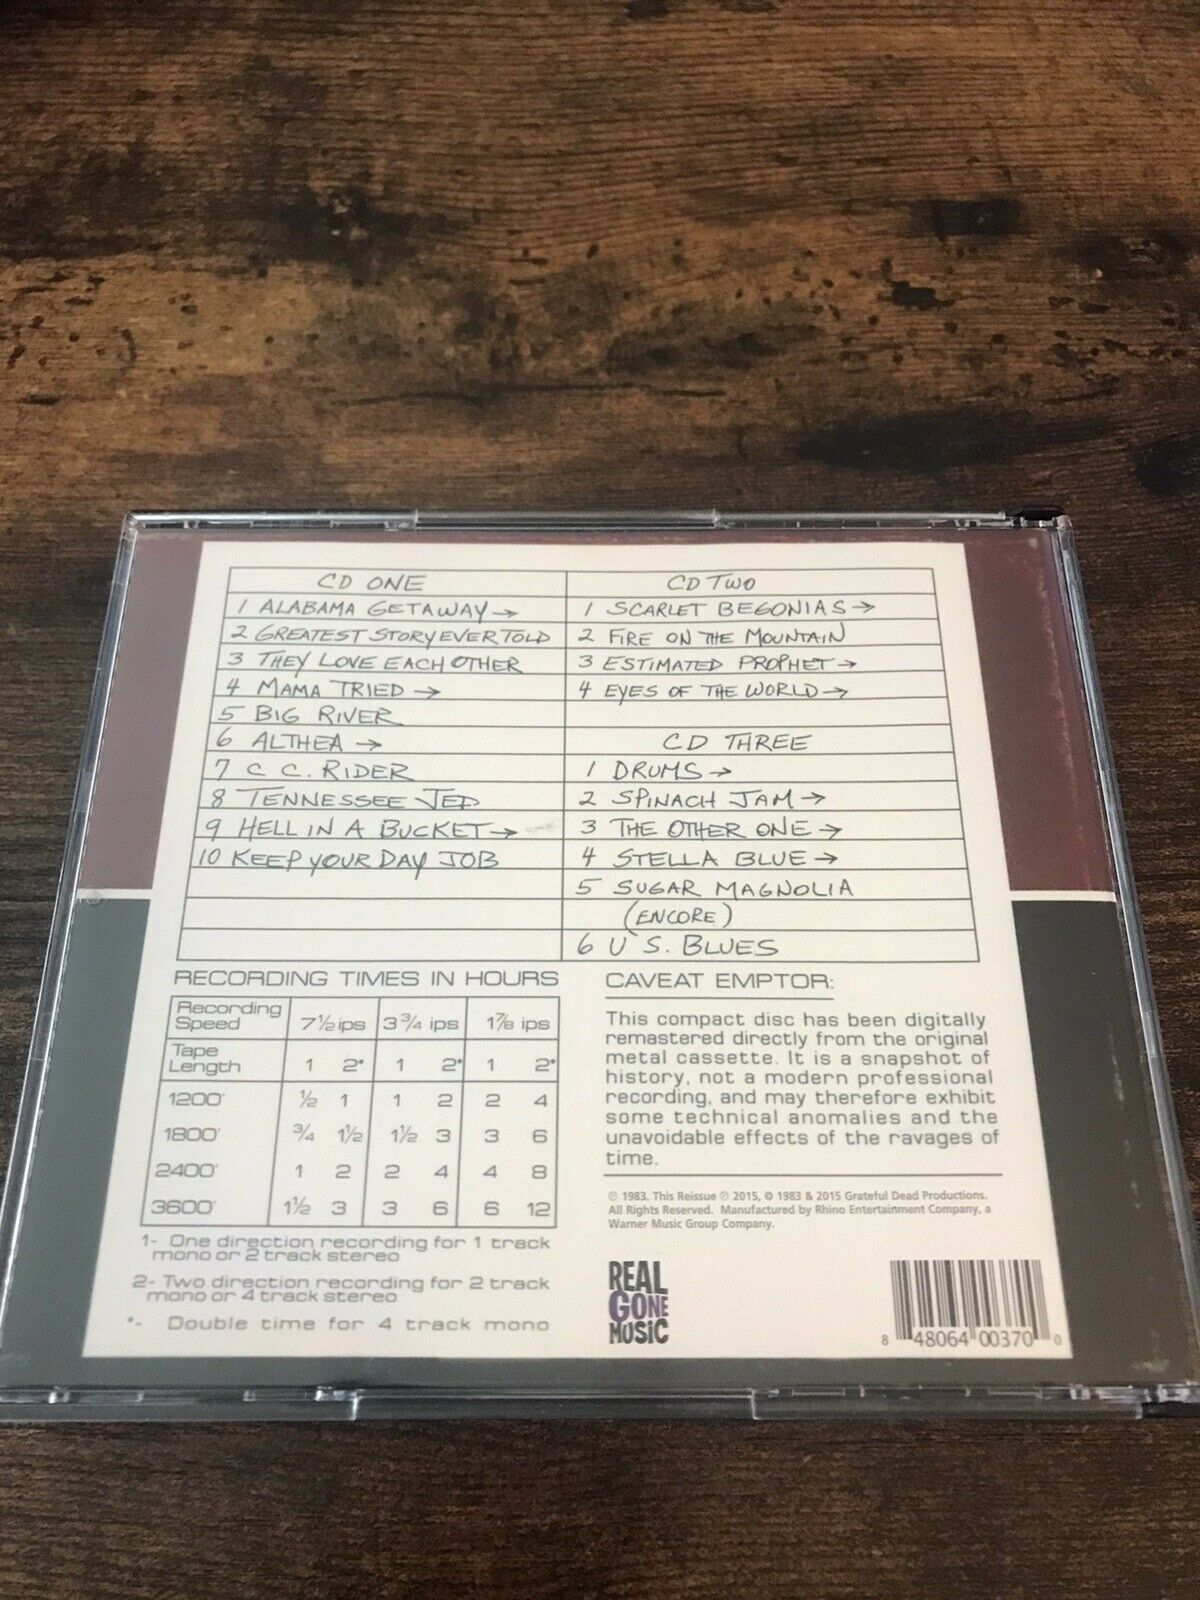 CD ONE
1 ALABAMA GETAWAY →
2 GREATEST STORY EVER TOLD
3 THEY LOVE EACH OTHER
4 MAMA TRIED →
5 BIG RIVER
6 ALTHEA →
7 C C. RIDER
8 TENNESSEE JED
9 HELL IN A BUCKET →
10 KEEP YOUR DAY JOB
CD TWO
1 SCARLET BEGONIAS →
2 FIRE ON THE MOUNTAIN
3 ESTIMATED PROPHET →
4 EYES OF THE WORLD →
CD THREE
1 DRUMS →
2 SPINACH JAM →
3 THE OTHER ONE →
4 STELLA BLUE →
5 SUGAR MAGNOLIA
(ENCORE)
6 U S. BLUES
RECORDING TIMES IN HOURS
Recording Speed 7½ ips 3¾ ips 1⅞ ips
Tape Length 1 2* 1 2* 1 2*
1200' ½ 1 1 2 2 4
1800' ¾ 1½ 1½ 3 3 6
2400' 1 2 2 4 4 8
3600' 1½ 3 3 6 6 12
1- One direction recording for 1 track
mono or 2 track stereo
2- Two direction recording for 2 track
mono or 4 track stereo
*- Double time for 4 track mono
CAVEAT EMPTOR:
This compact disc has been digitally
remastered directly from the original
metal cassette. It is a snapshot of
history, not a modern professional
recording, and may therefore exhibit
some technical anomalies and the
unavoidable effects of the ravages of
time.
℗ 1983. This Reissue ℗ 2015, © 1983 & 2015 Grateful Dead Productions.
All Rights Reserved. Manufactured by Rhino Entertainment Company, a
Warner Music Group Company.
REAL
GONE
MUSIC
8 48064 00370 0